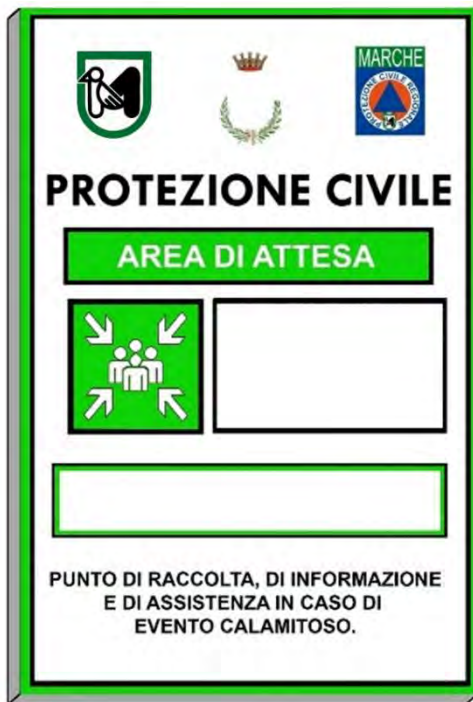 MARCHE
PROTEZIONE CIVILE REGIONALE
PROTEZIONE CIVILE
AREA DI ATTESA
PUNTO DI RACCOLTA, DI INFORMAZIONE
E DI ASSISTENZA IN CASO DI
EVENTO CALAMITOSO.